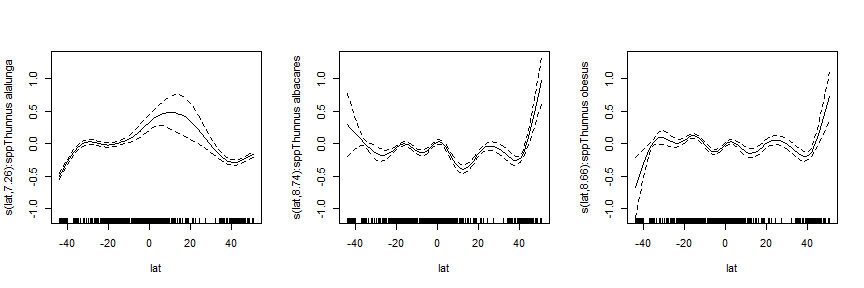 s(lat,7.26):sppThunnus alalunga
1.0
0.5
0.0
-0.5
-1.0
-40 -20 0 20 40
lat
s(lat,8.74):sppThunnus albacares
1.0
0.5
0.0
-0.5
-1.0
-40 -20 0 20 40
lat
s(lat,8.66):sppThunnus obesus
1.0
0.5
0.0
-0.5
-1.0
-40 -20 0 20 40
lat